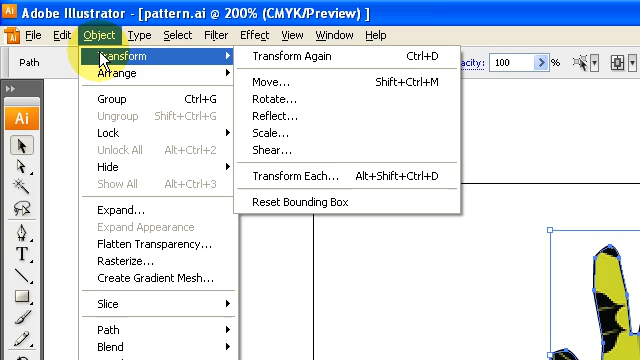 Ai Adobe Illustrator - [pattern.ai @ 200% (CMYK/Preview) ]
Ai File Edit Object Type Select Filter Effect View Window Help
Path
acity: 100 %
Transform
Arrange
Group Ctrl+G
Ungroup Shift+Ctrl+G
Lock
Unlock All Alt+Ctrl+2
Hide
Show All Alt+Ctrl+3
Expand...
Expand Appearance
Flatten Transparency...
Rasterize...
Create Gradient Mesh...
Slice
Path
Blend
Transform Again Ctrl+D
Move... Shift+Ctrl+M
Rotate...
Reflect...
Scale...
Shear...
Transform Each... Alt+Shift+Ctrl+D
Reset Bounding Box
Ai
T